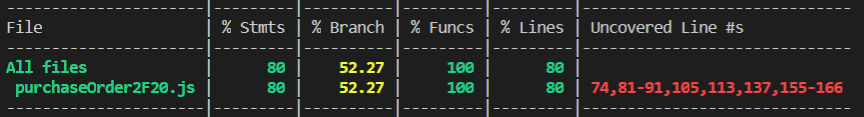 ---------------------|---------|----------|---------|---------|----------------------------
File                 | % Stmts | % Branch | % Funcs | % Lines | Uncovered Line #s
---------------------|---------|----------|---------|---------|----------------------------
All files            |      80 |    52.27 |     100 |      80 |
 purchaseOrder2F20.js |      80 |    52.27 |     100 |      80 | 74,81-91,105,113,137,155-166
---------------------|---------|----------|---------|---------|----------------------------